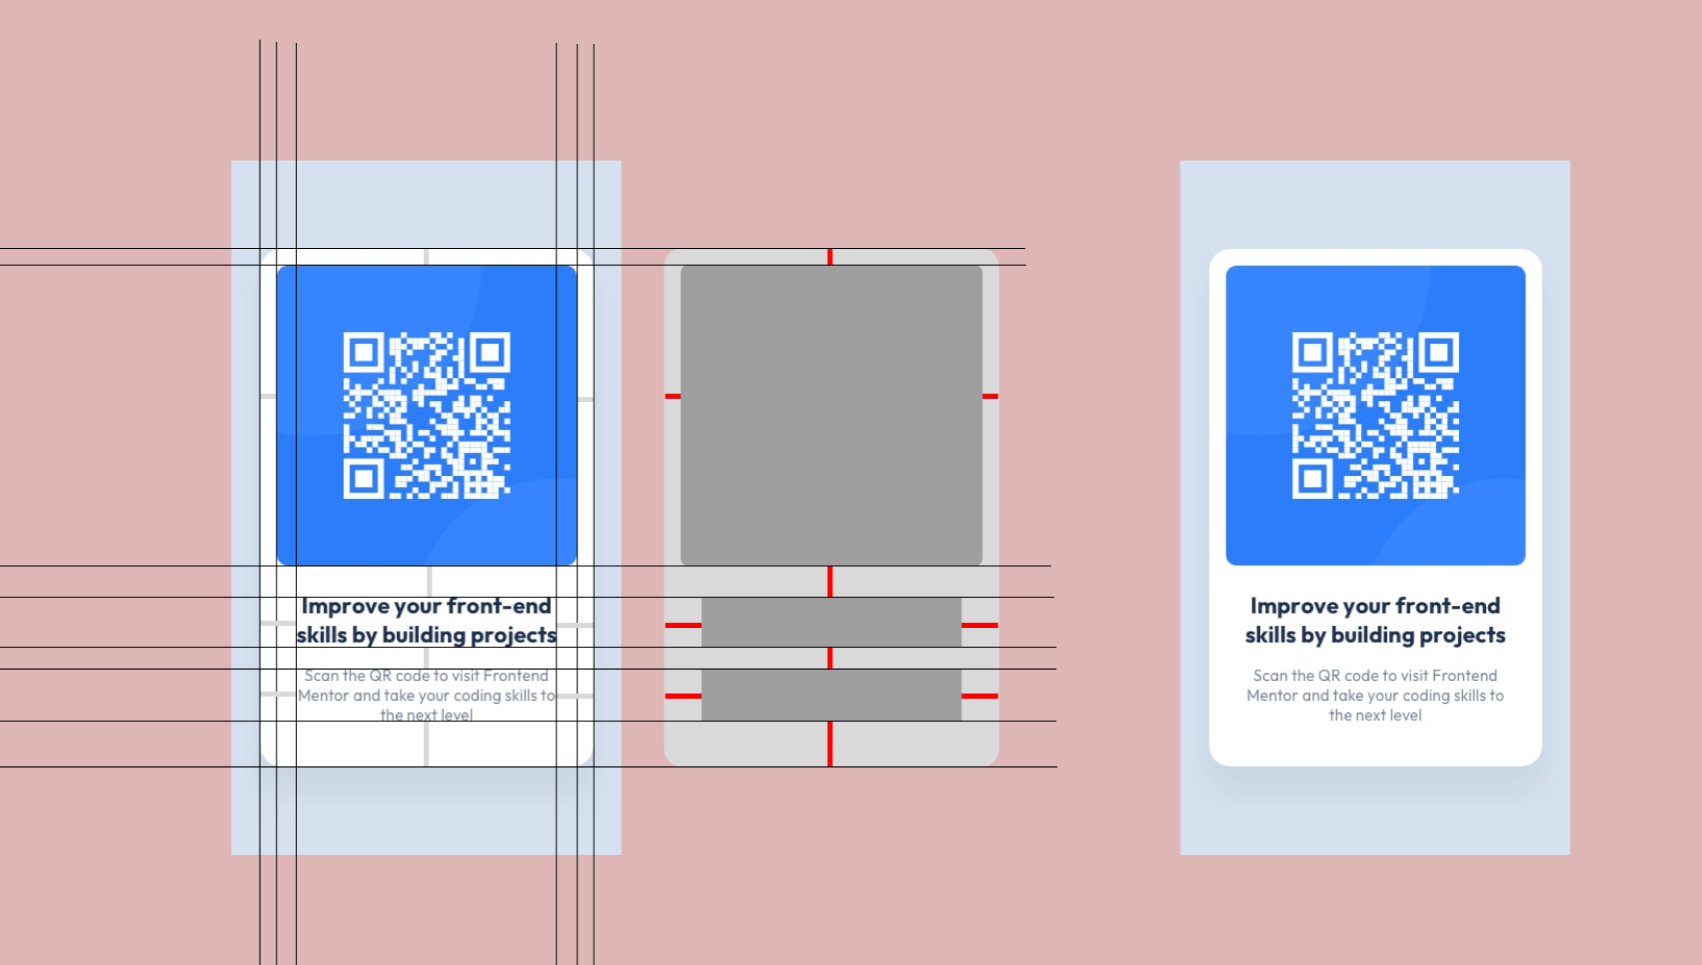 Improve your front-end
skills by building projects
Scan the QR code to visit Frontend
Mentor and take your coding skills to
the next level
Improve your front-end
skills by building projects
Scan the QR code to visit Frontend
Mentor and take your coding skills to
the next level